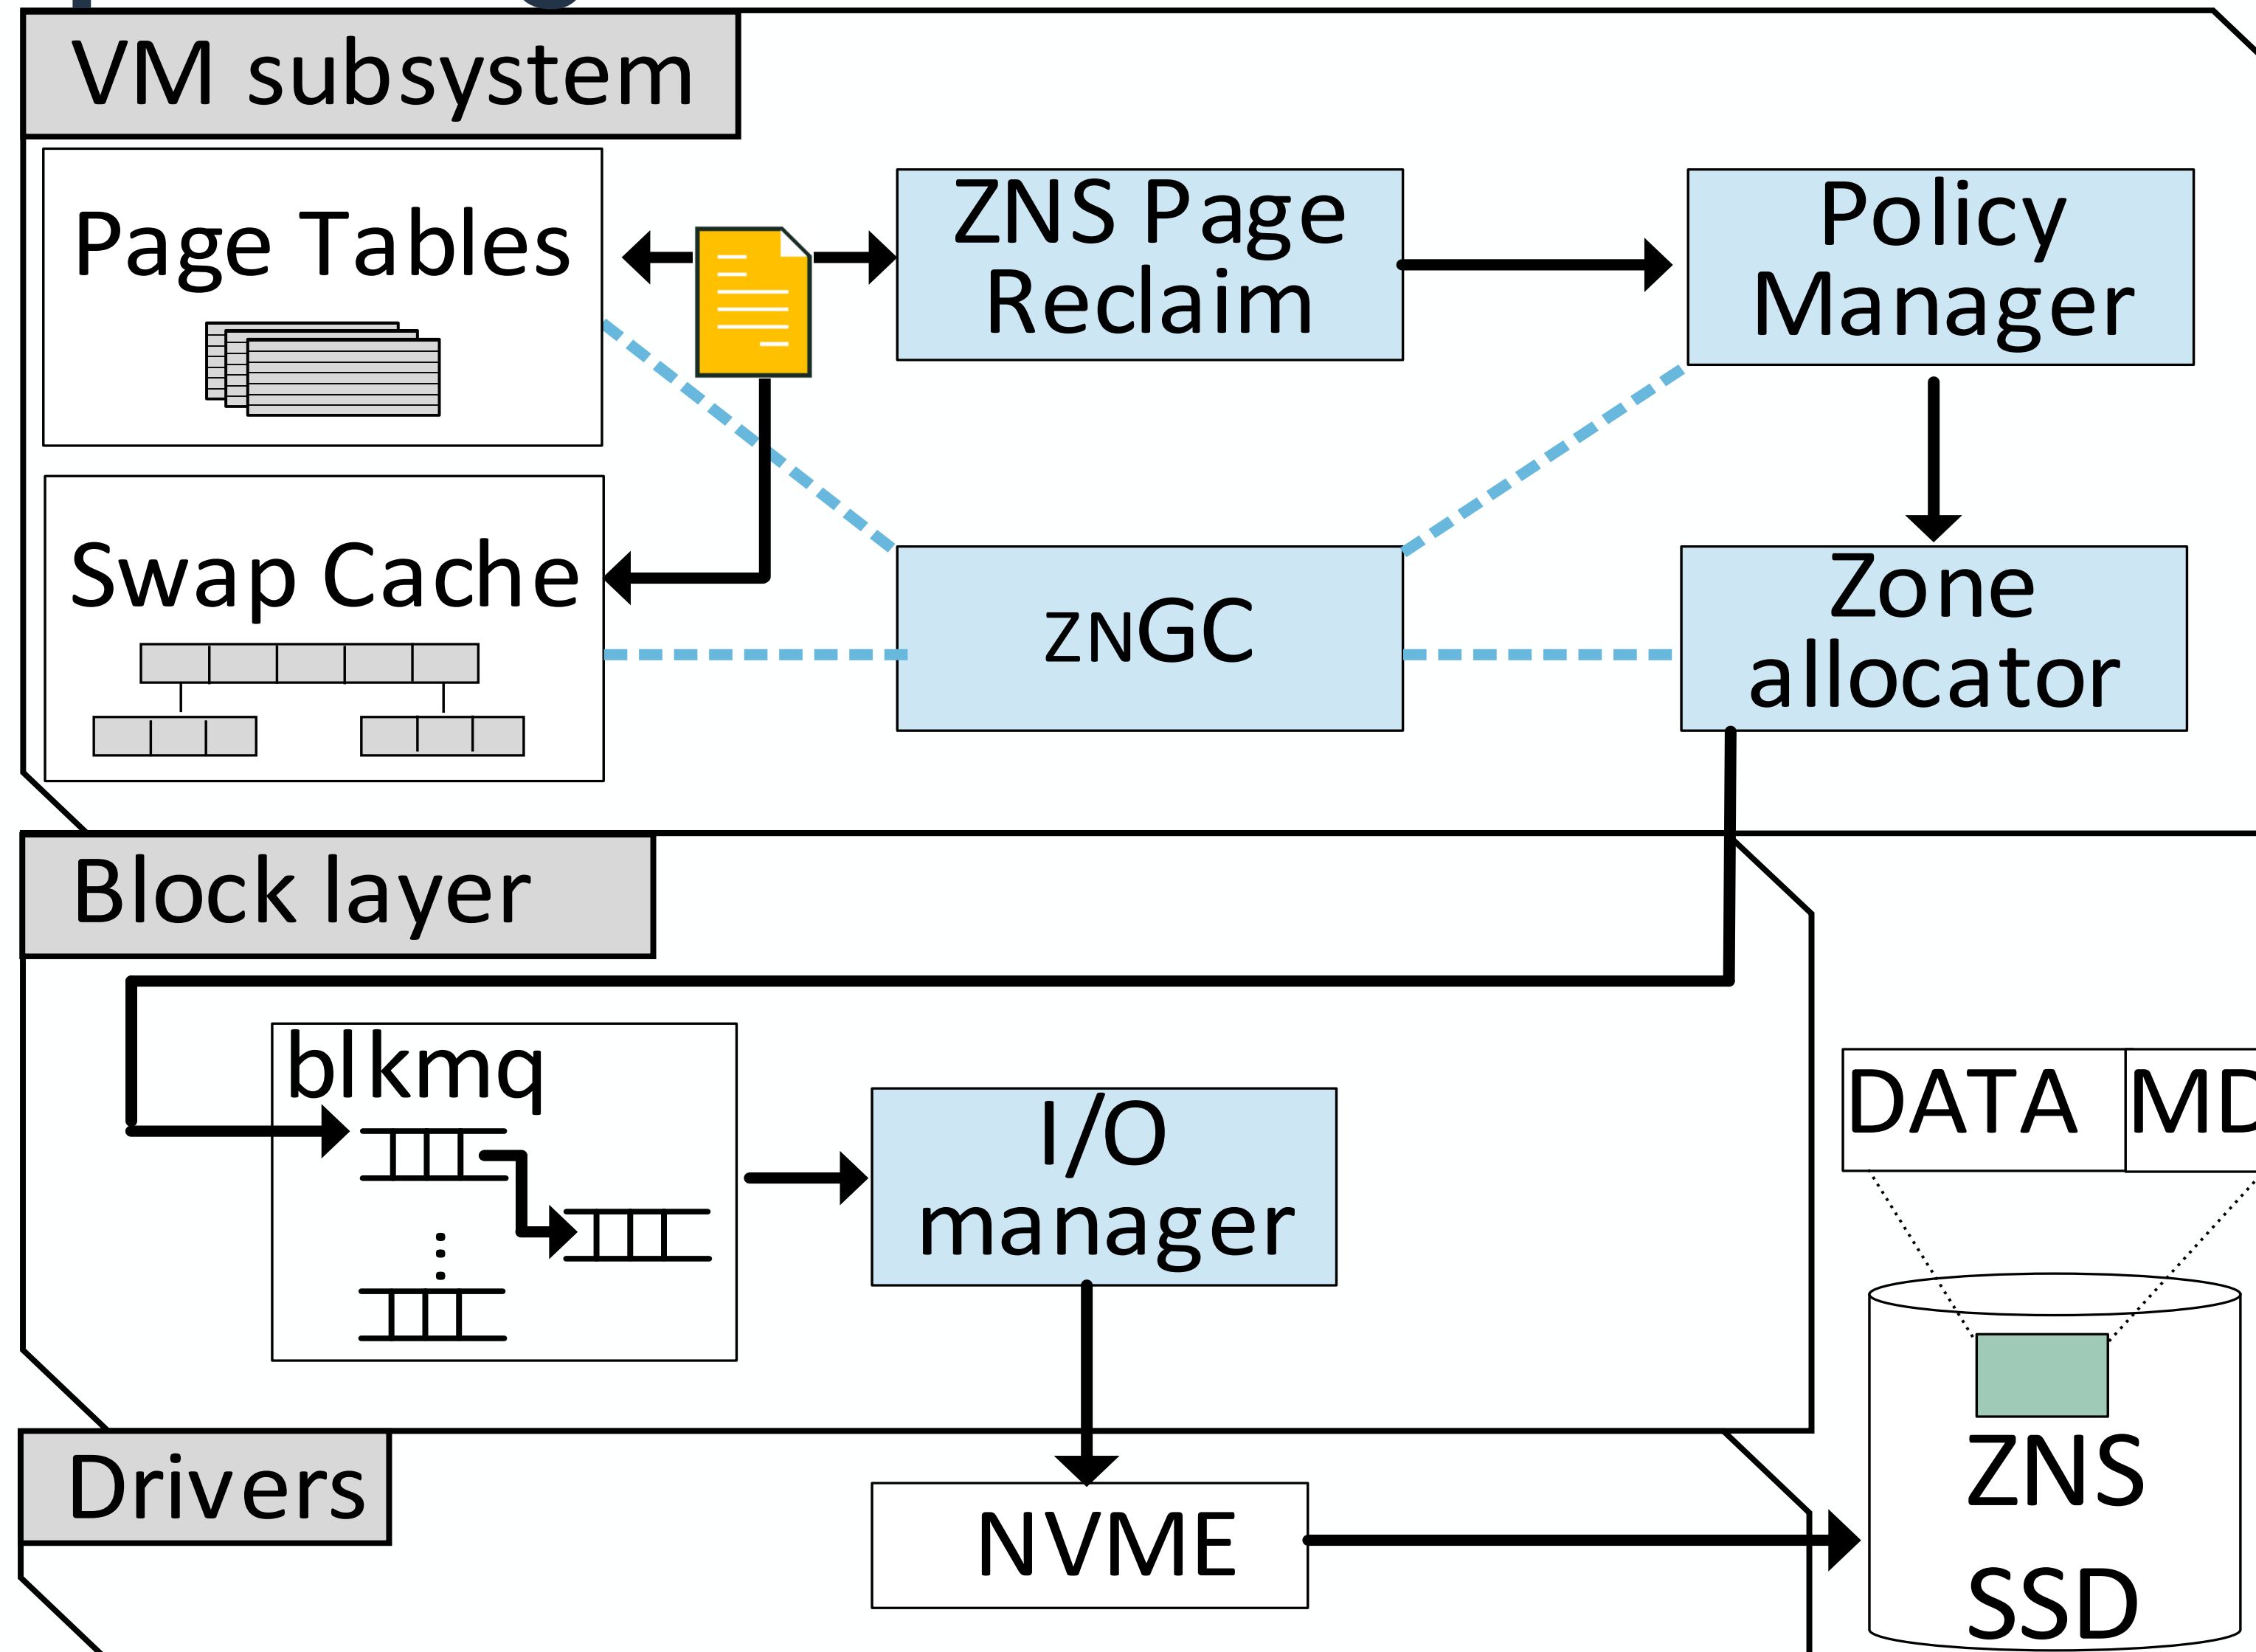 VM subsystem
Page Tables
ZNS Page
Reclaim
Policy
Manager
Swap Cache
ZNGC
Zone
allocator
Block layer
blkmq
I/O
manager
DATA
MD
Drivers
NVME
ZNS
SSD